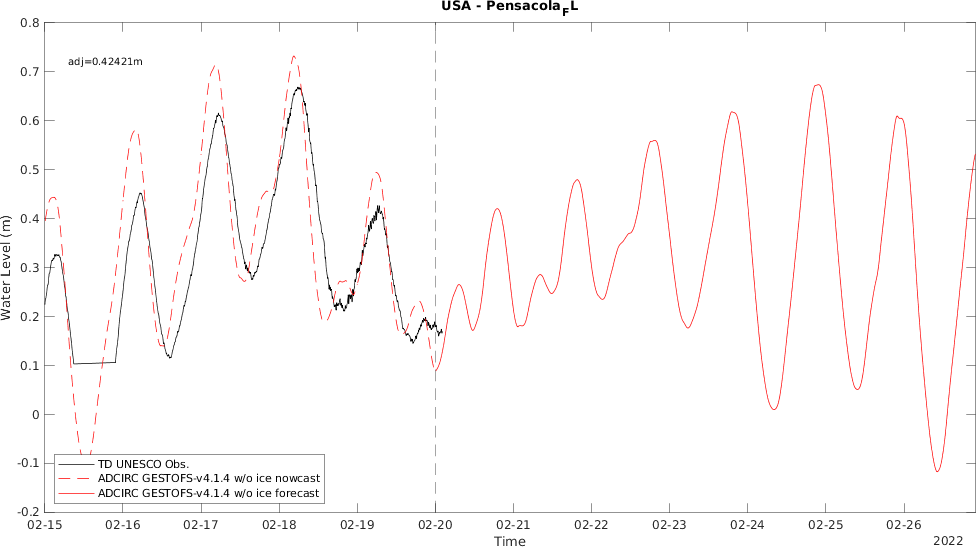 USA - Pensacola_FL
adj=0.42421m
Water Level (m)
0.8
0.7
0.6
0.5
0.4
0.3
0.2
0.1
0
-0.1
-0.2
TD UNESCO Obs.
ADCIRC GESTOFS-v4.1.4 w/o ice nowcast
ADCIRC GESTOFS-v4.1.4 w/o ice forecast
02-15 02-16 02-17 02-18 02-19 02-20 02-21 02-22 02-23 02-24 02-25 02-26
Time
2022